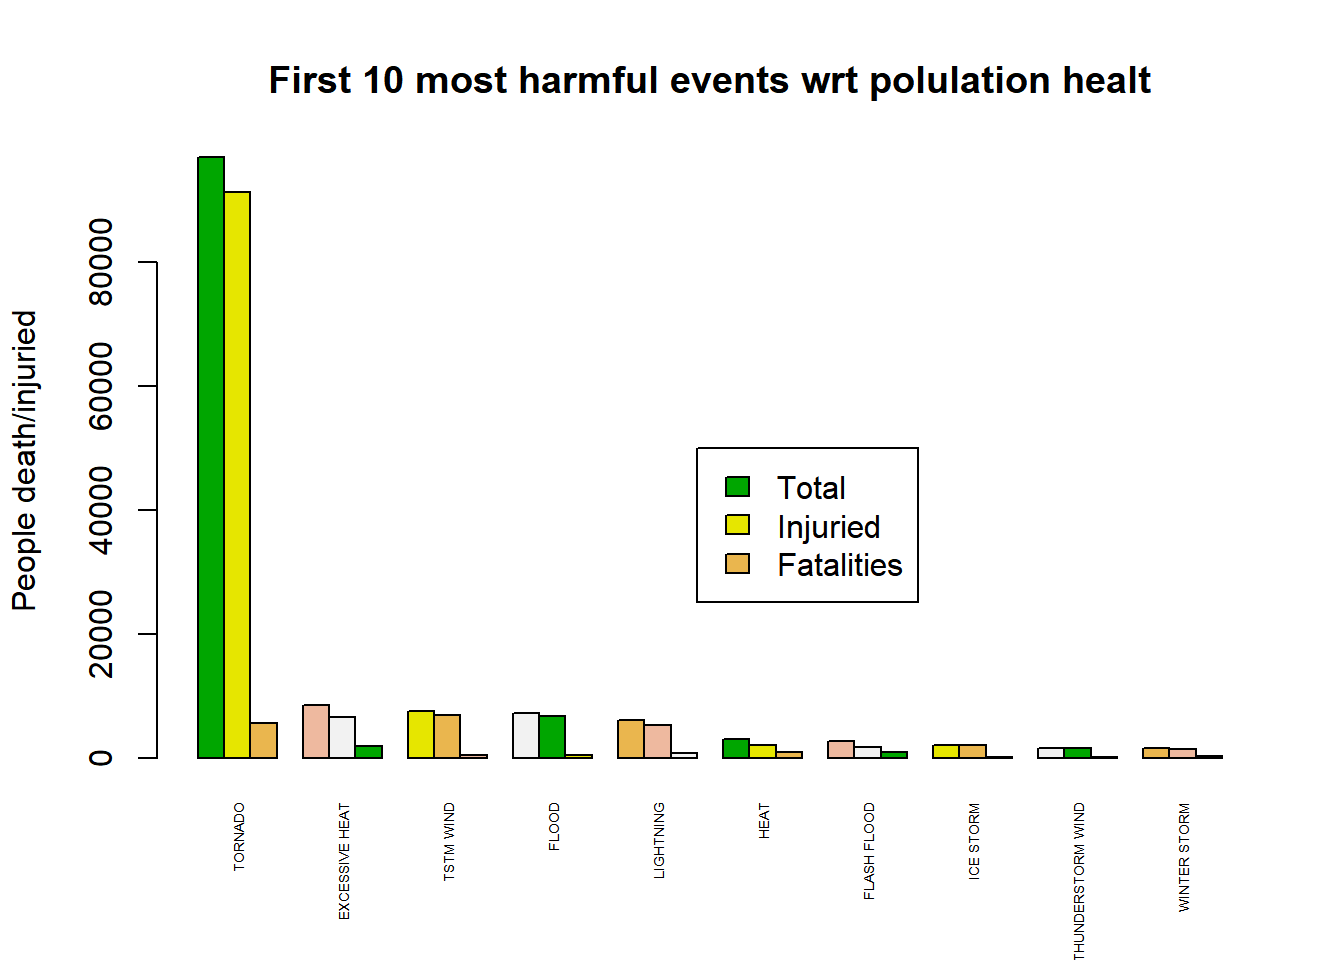 First 10 most harmful events wrt polulation healt
People death/injuried
80000
60000
40000
20000
0
Total
Injuried
Fatalities
TORNADO
EXCESSIVE HEAT
TSTM WIND
FLOOD
LIGHTNING
HEAT
FLASH FLOOD
ICE STORM
THUNDERSTORM WIND
WINTER STORM